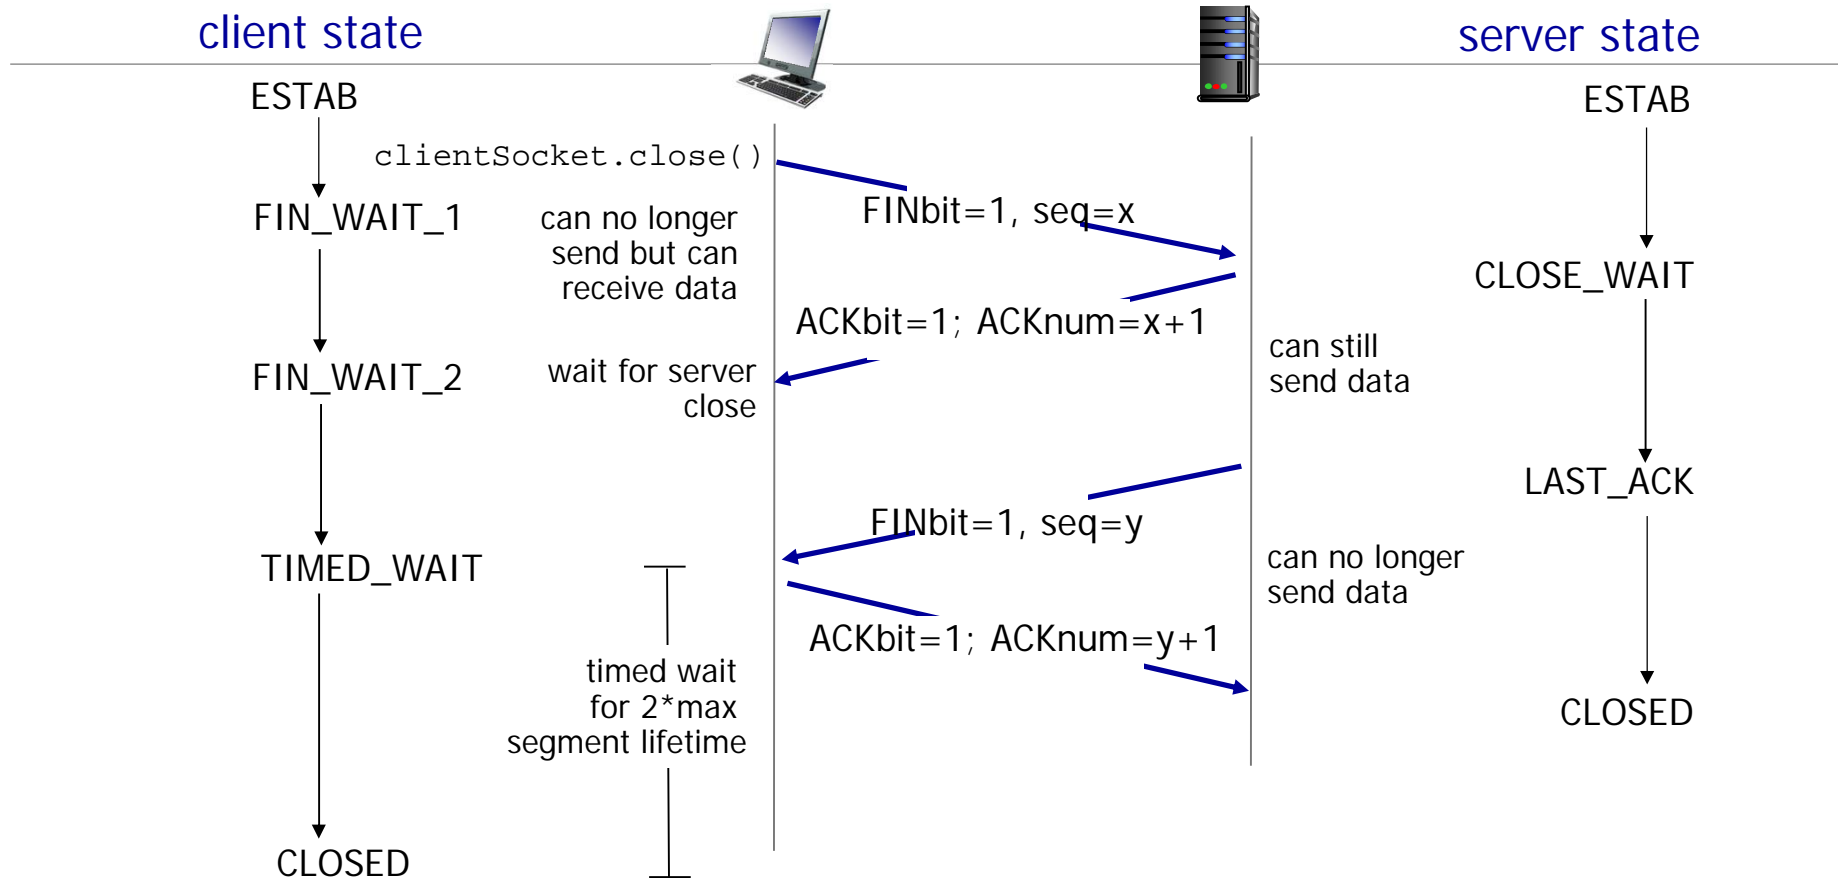 client state
server state
ESTAB
ESTAB
clientSocket.close()
FINbit=1, seq=x
FIN_WAIT_1
can no longer
send but can
receive data
CLOSE_WAIT
ACKbit=1; ACKnum=x+1
can still
send data
FIN_WAIT_2
wait for server
close
LAST_ACK
FINbit=1, seq=y
TIMED_WAIT
can no longer
send data
ACKbit=1; ACKnum=y+1
timed wait
for 2*max
segment lifetime
CLOSED
CLOSED